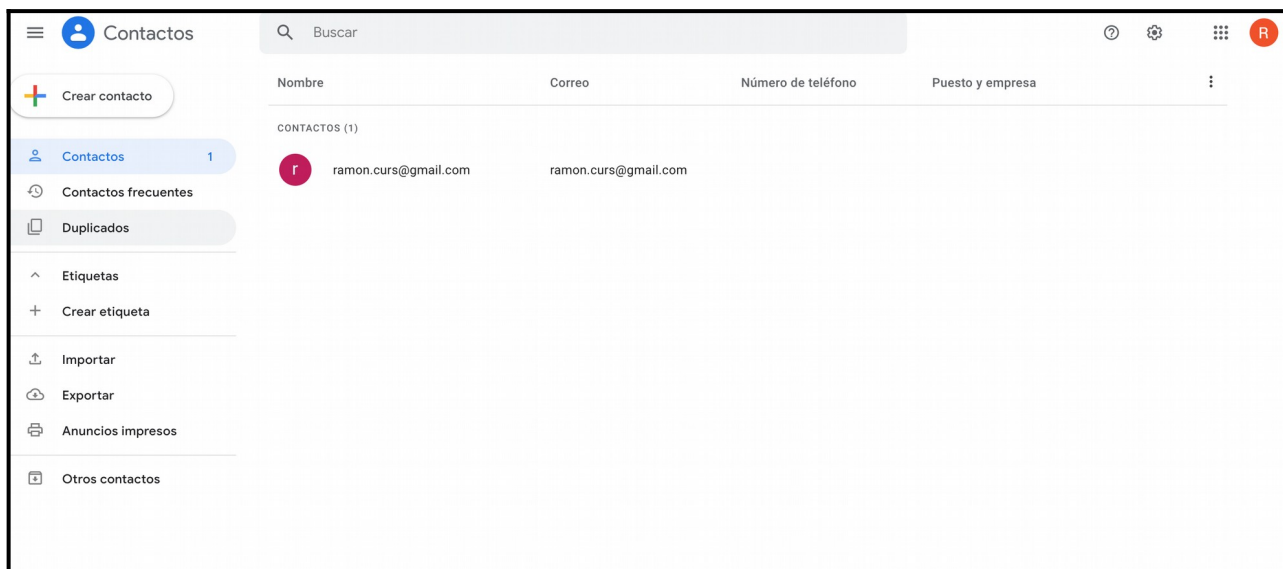 Contactos
Buscar
R
Crear contacto
Contactos 1
Contactos frecuentes
Duplicados
Etiquetas
Crear etiqueta
Importar
Exportar
Anuncios impresos
Otros contactos
Nombre Correo Número de teléfono Puesto y empresa
CONTACTOS (1)
r ramon.curs@gmail.com ramon.curs@gmail.com